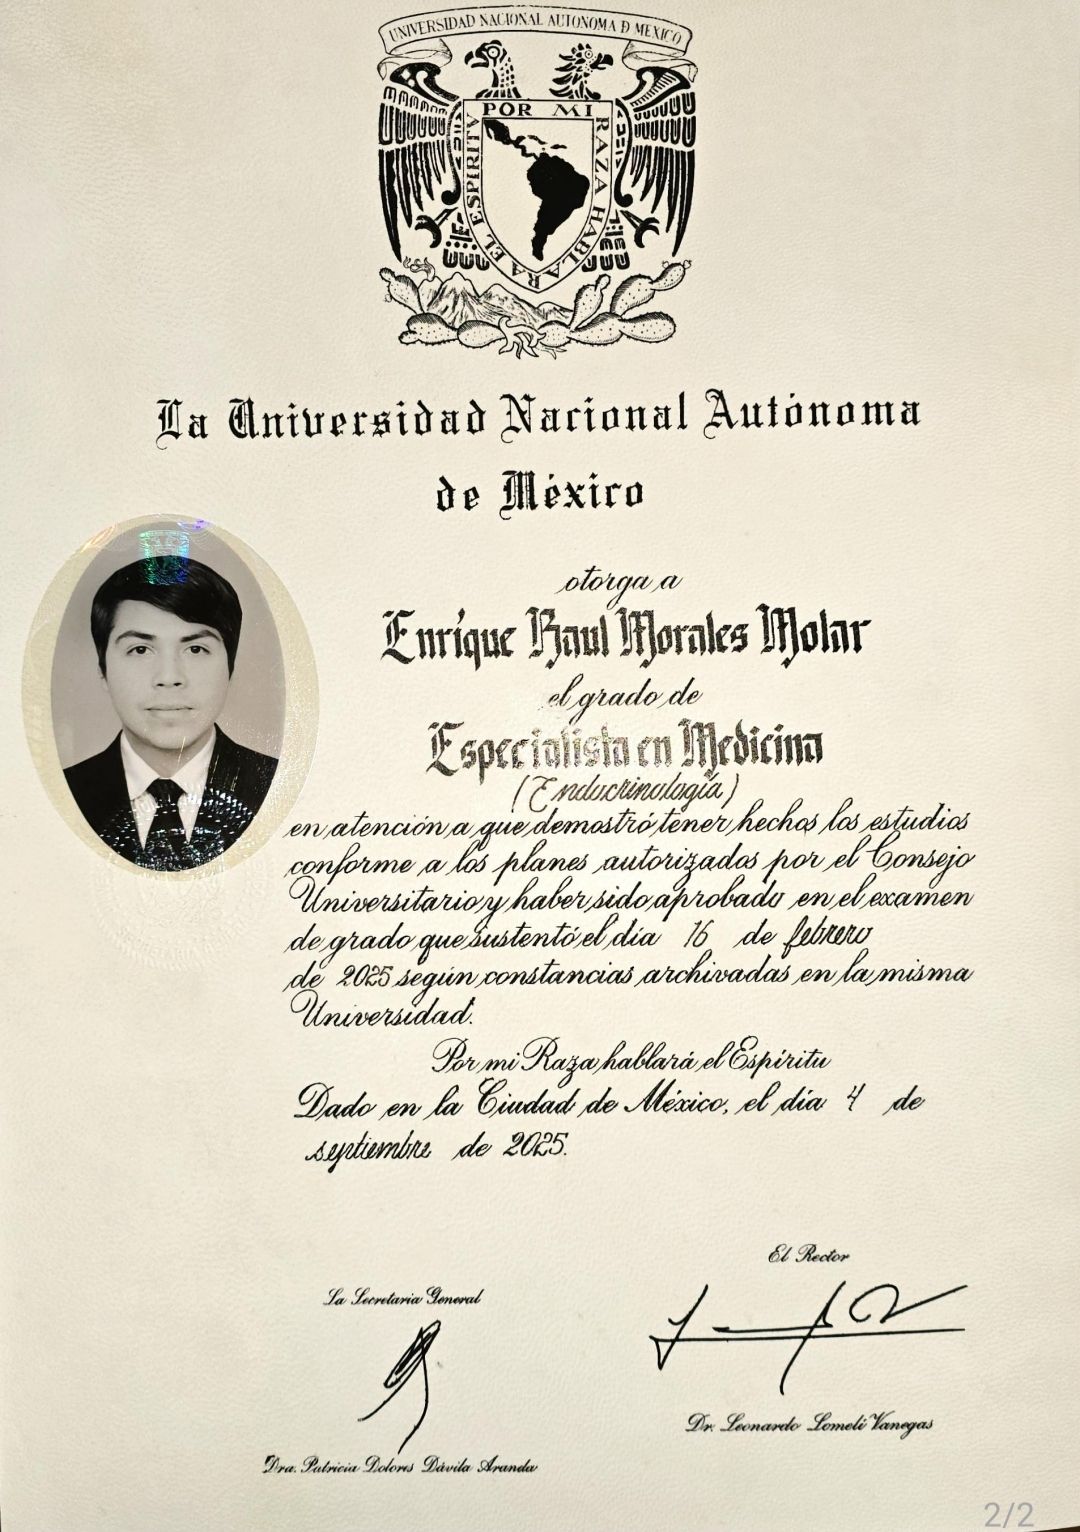 UNIVERSIDAD NACIONAL AUTONOMA D MEXICO
POR MI RAZA HABLARA EL ESPIRITV
La Universidad Nacional Autónoma
de México
otorga a
Enrique Raul Morales Molar
el grado de
Especialista en Medicina
(Endocrinología)
en atención a que demostró tener hechos los estudios
conforme a los planes autorizados por el Consejo
Universitario y haber sido aprobado en el examen
de grado que sustentó el día 16 de febrero
de 2025 según constancias archivadas en la misma
Universidad.
Por mi Raza hablará el Espíritu
Dado en la Ciudad de México, el día 4 de
septiembre de 2025.
El Rector
La Secretaria General
Dr. Leonardo Lomelí Vanegas
Dra. Patricia Dolores Dávila Aranda
2/2